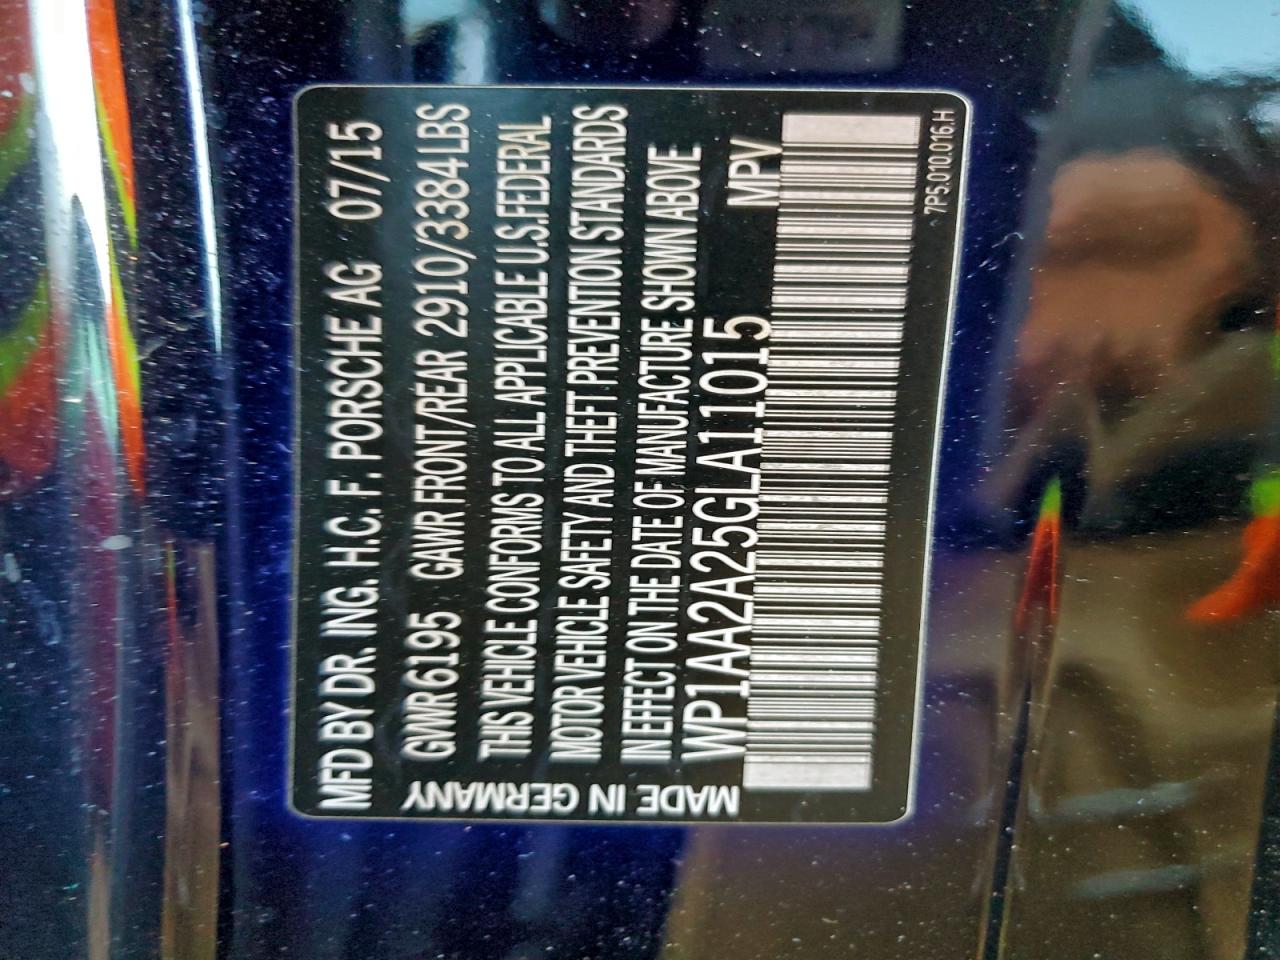 MFD BY DR. ING. H.C. F. PORSCHE AG 07/15
GVWR 6195 GAWR FRONT/REAR 2910/3384 LBS
THIS VEHICLE CONFORMS TO ALL APPLICABLE U.S.FEDERAL
MOTOR VEHICLE SAFETY AND THEFT PREVENTION STANDARDS
IN EFFECT ON THE DATE OF MANUFACTURE SHOWN ABOVE
WP1AA2A25GLA11015 MPV
MADE IN GERMANY
7P5.010.016.H